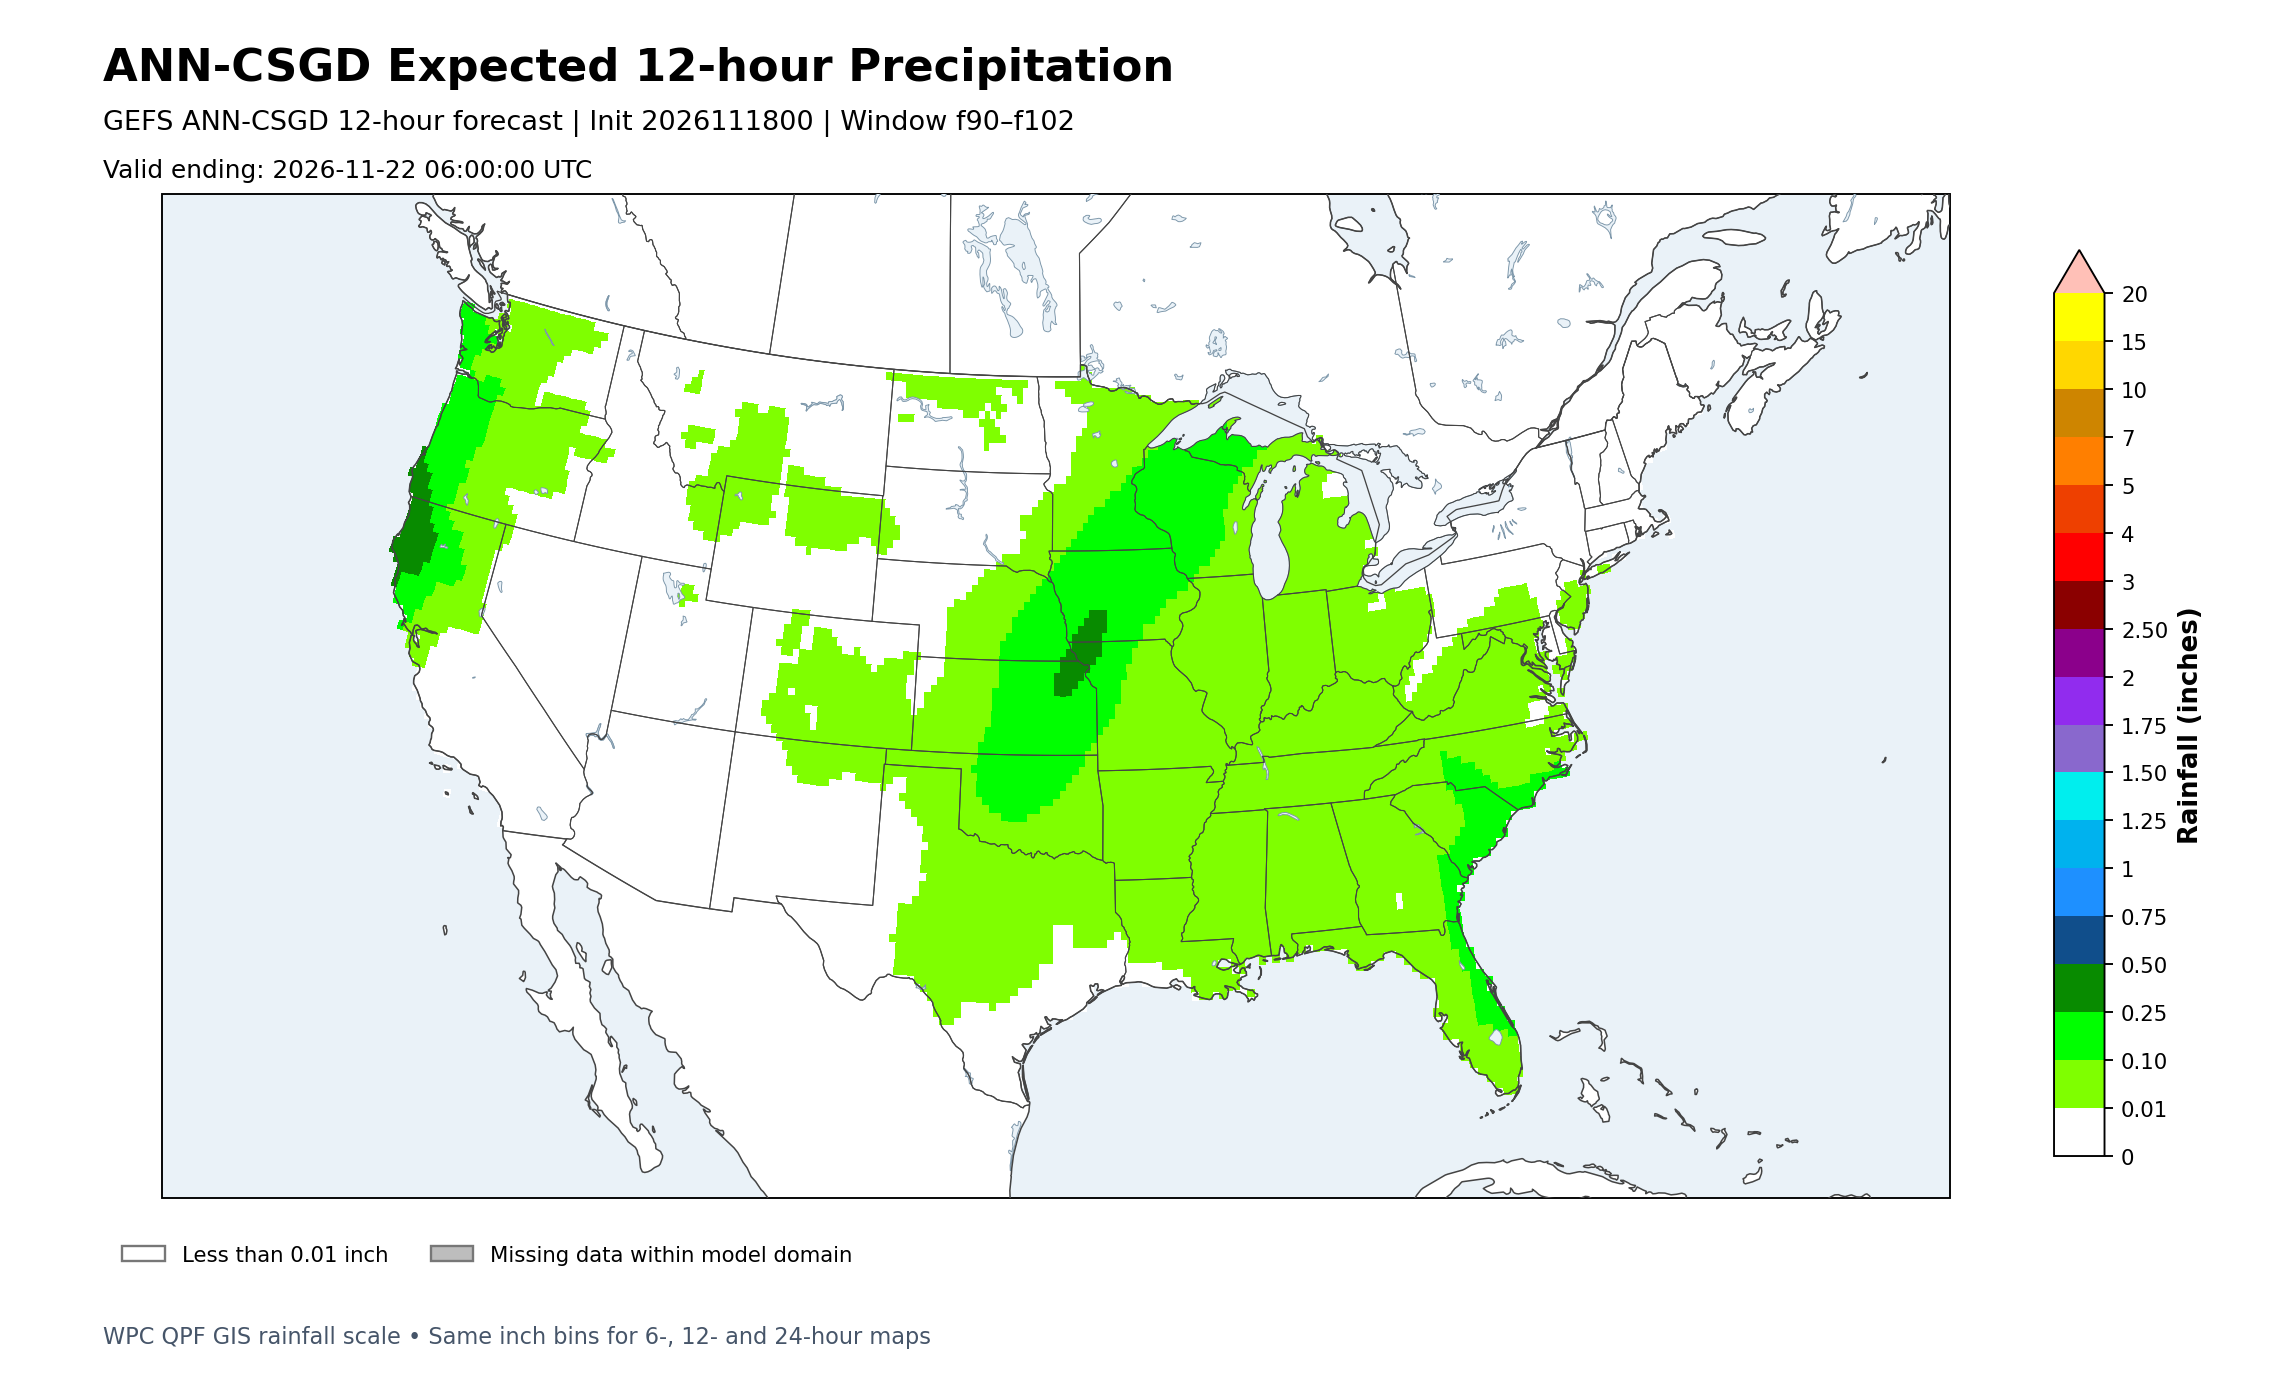 ANN-CSGD Expected 12-hour Precipitation
GEFS ANN-CSGD 12-hour forecast | Init 2026111800 | Window f90–f102
Valid ending: 2026-11-22 06:00:00 UTC
20
15
10
7
5
4
3
2.50
2
1.75
1.50
1.25
1
0.75
0.50
0.25
0.10
0.01
0
Rainfall (inches)
Less than 0.01 inch
Missing data within model domain
WPC QPF GIS rainfall scale • Same inch bins for 6-, 12- and 24-hour maps